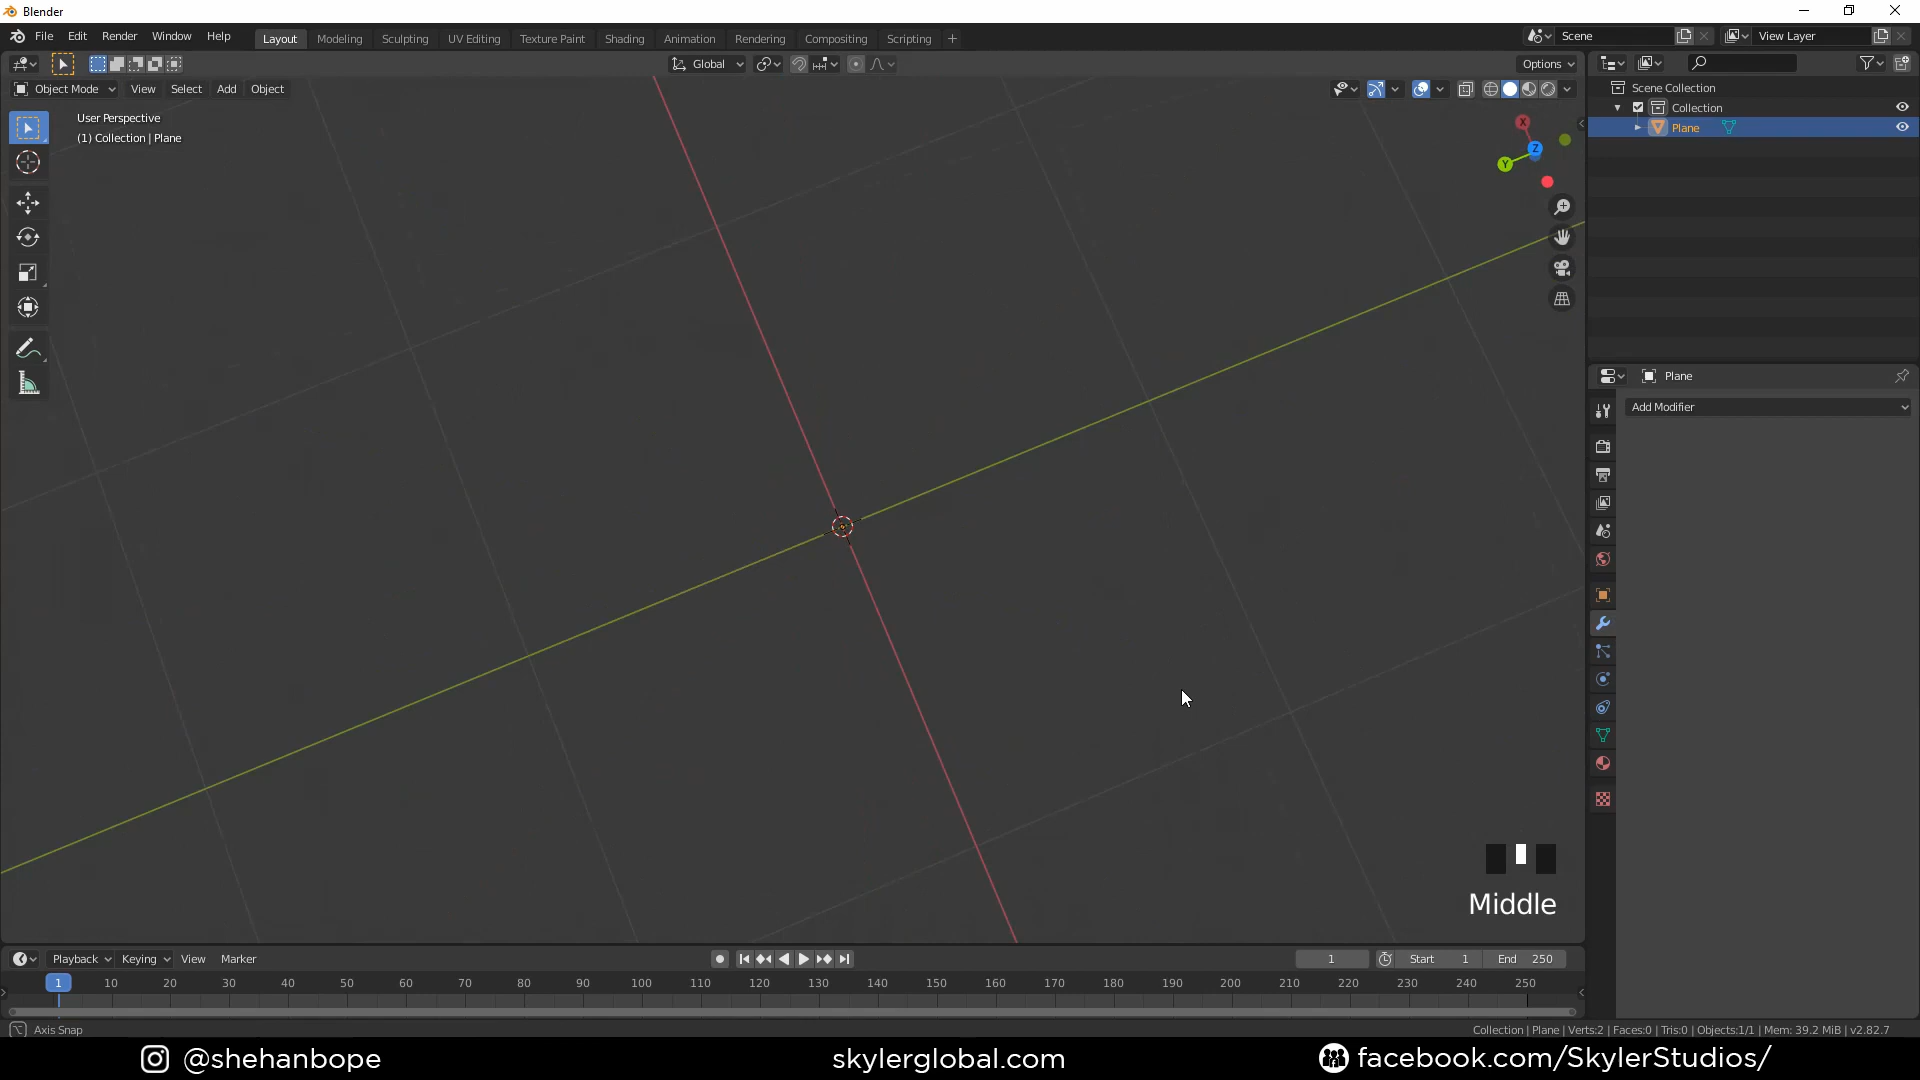 Blender
File Edit Render Window Help
Layout Modeling Sculpting UV Editing Texture Paint Shading Animation Rendering Compositing Scripting
Scene
View Layer
Global
Options
Object Mode View Select Add Object
User Perspective
(1) Collection | Plane
X
Y
Z
Scene Collection
Collection
Plane
Plane
Add Modifier
Middle
Playback Keying View Marker
1
Start 1
End 250
1 10 20 30 40 50 60 70 80 90 100 110 120 130 140 150 160 170 180 190 200 210 220 230 240 250
Axis Snap
Collection | Plane | Verts:2 | Faces:0 | Tris:0 | Objects:1/1 | Mem: 39.2 MiB | v2.82.7
@shehanbope
skylerglobal.com
facebook.com/SkylerStudios/